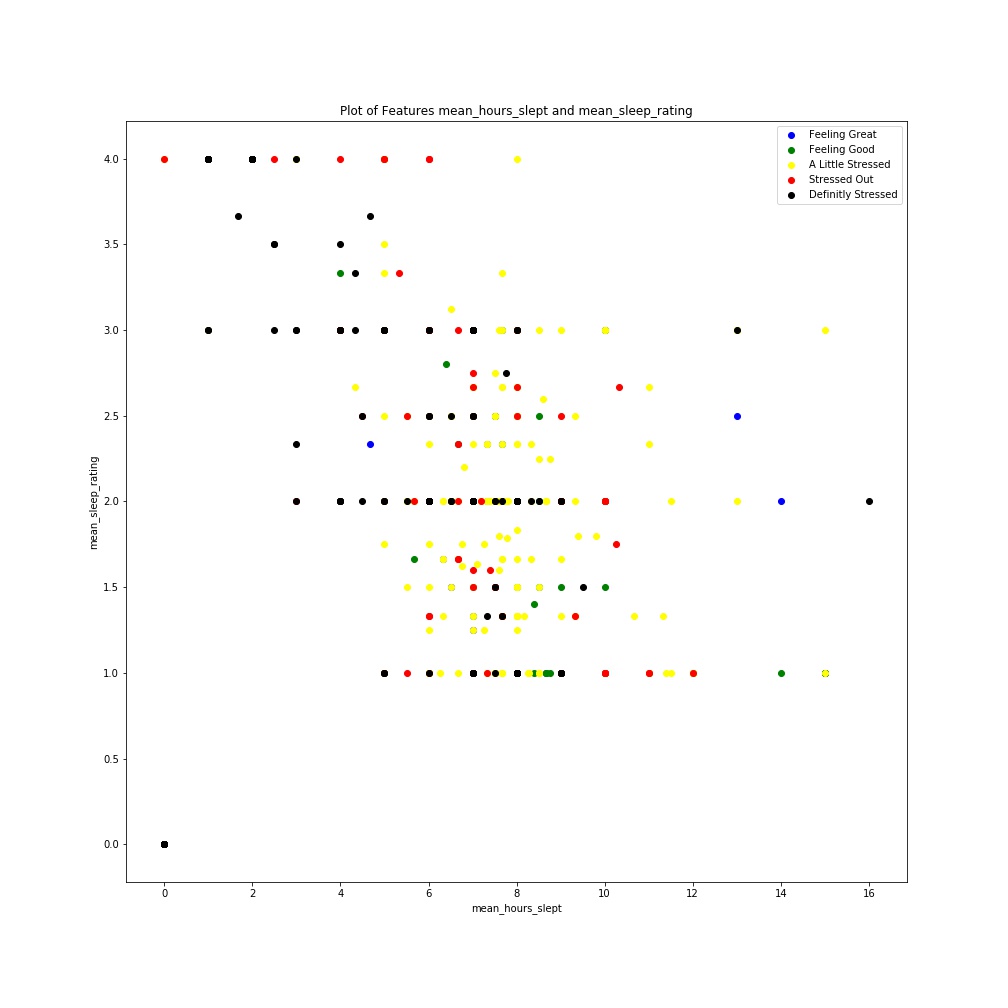 Plot of Features mean_hours_slept and mean_sleep_rating
Feeling Great
Feeling Good
A Little Stressed
Stressed Out
Definitly Stressed
4.0
3.5
3.0
2.5
2.0
1.5
1.0
0.5
0.0
mean_sleep_rating
0 2 4 6 8 10 12 14 16
mean_hours_slept